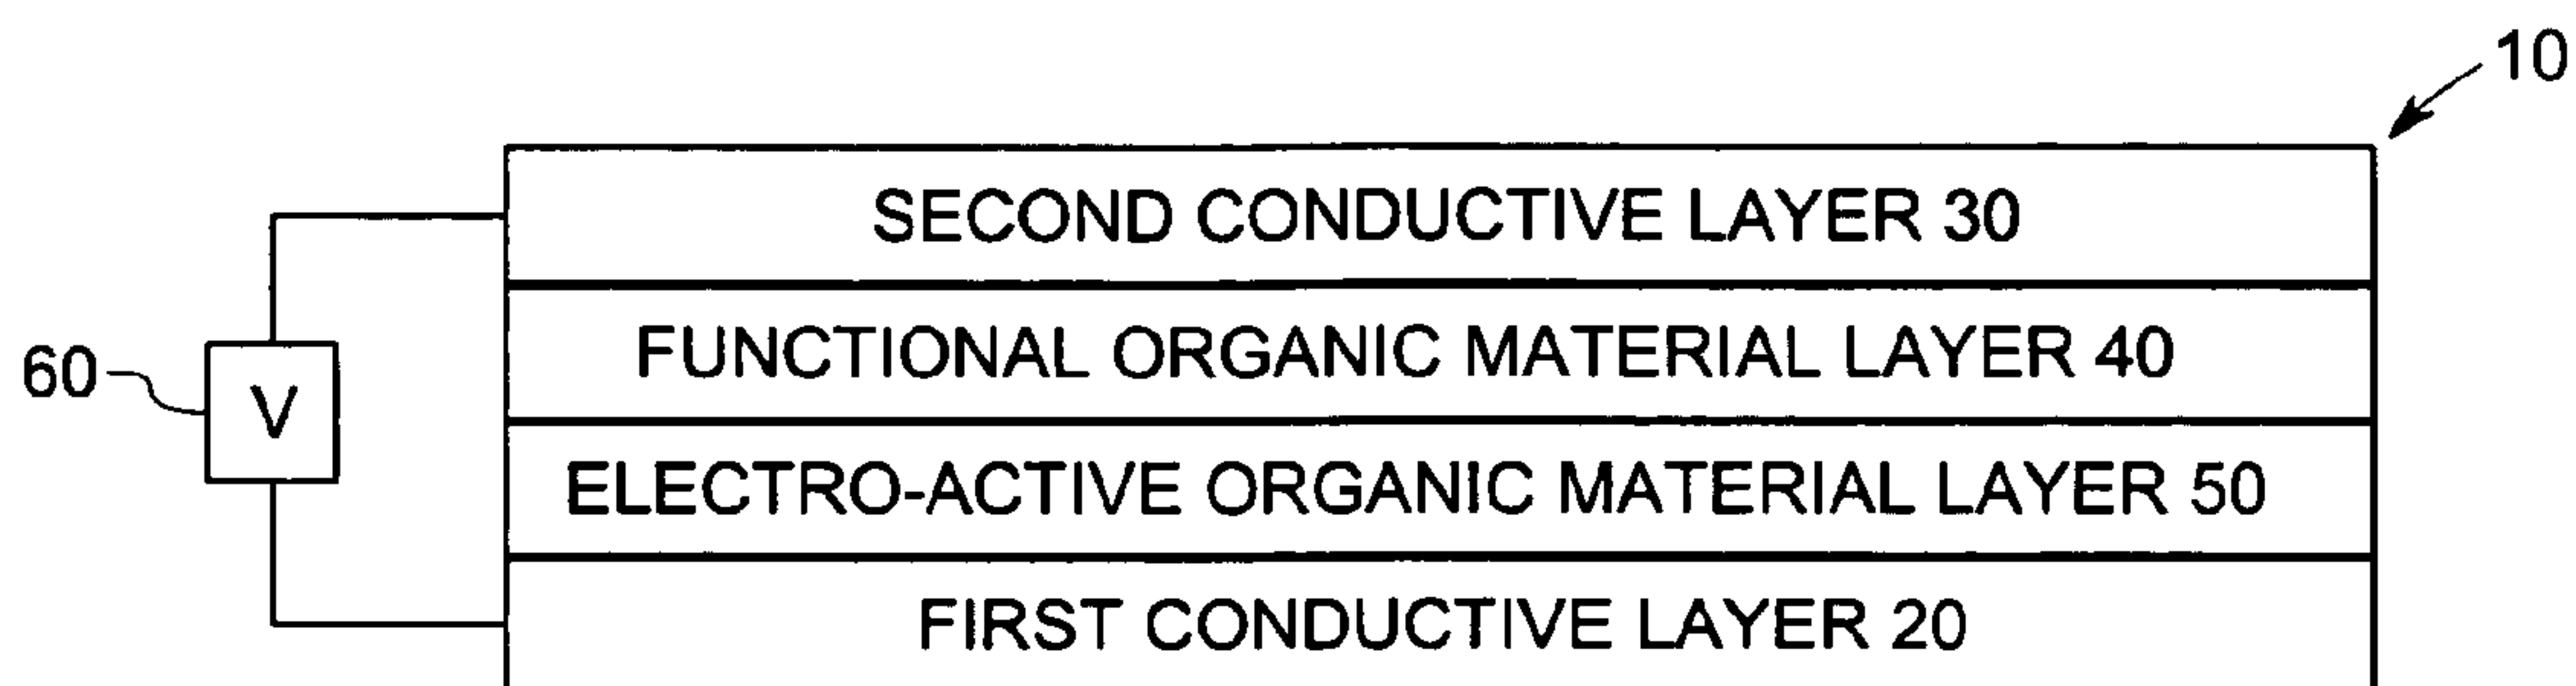 10
SECOND CONDUCTIVE LAYER 30
FUNCTIONAL ORGANIC MATERIAL LAYER 40
60
V
ELECTRO-ACTIVE ORGANIC MATERIAL LAYER 50
FIRST CONDUCTIVE LAYER 20